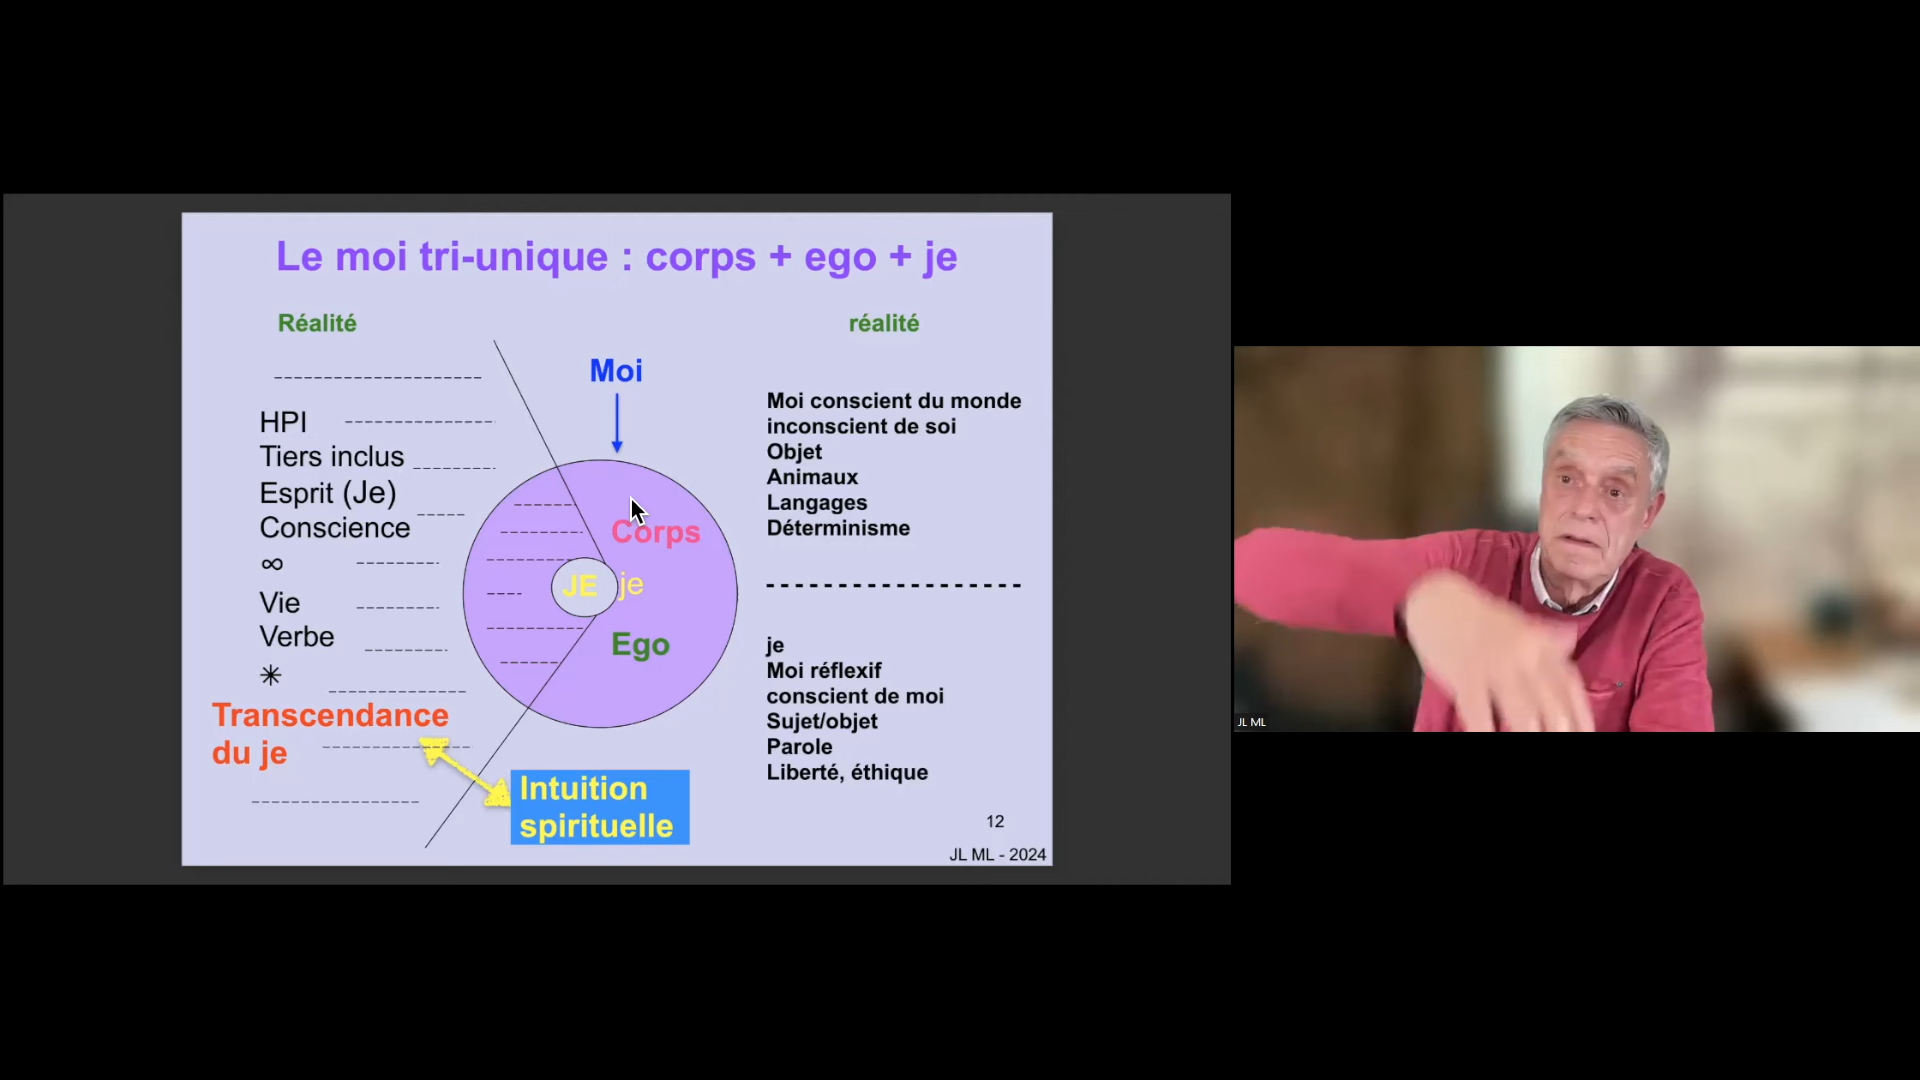 Le moi tri-unique : corps + ego + je
Réalité
réalité
Moi
HPI
Tiers inclus
Esprit (Je)
Conscience
∞
Vie
Verbe
✳
Transcendance
du je
Corps
JE je
Ego
Intuition
spirituelle
Moi conscient du monde
inconscient de soi
Objet
Animaux
Langages
Déterminisme
je
Moi réflexif
conscient de moi
Sujet/objet
Parole
Liberté, éthique
12
JL ML - 2024
JL ML